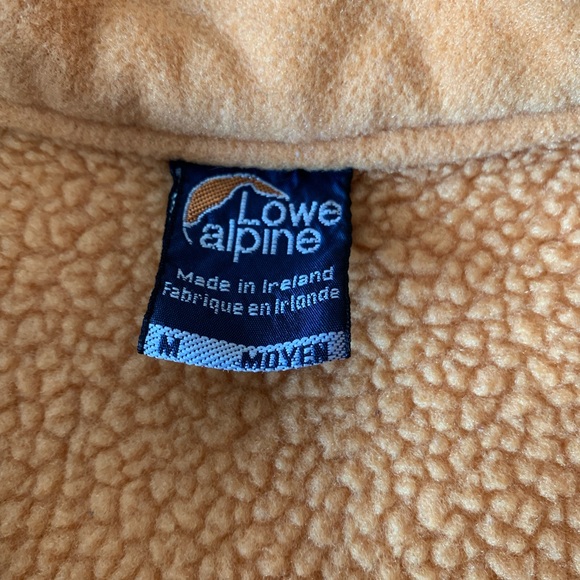 Lowe
alpine
Made in Ireland
Fabrique en Irlande
M MOYEN